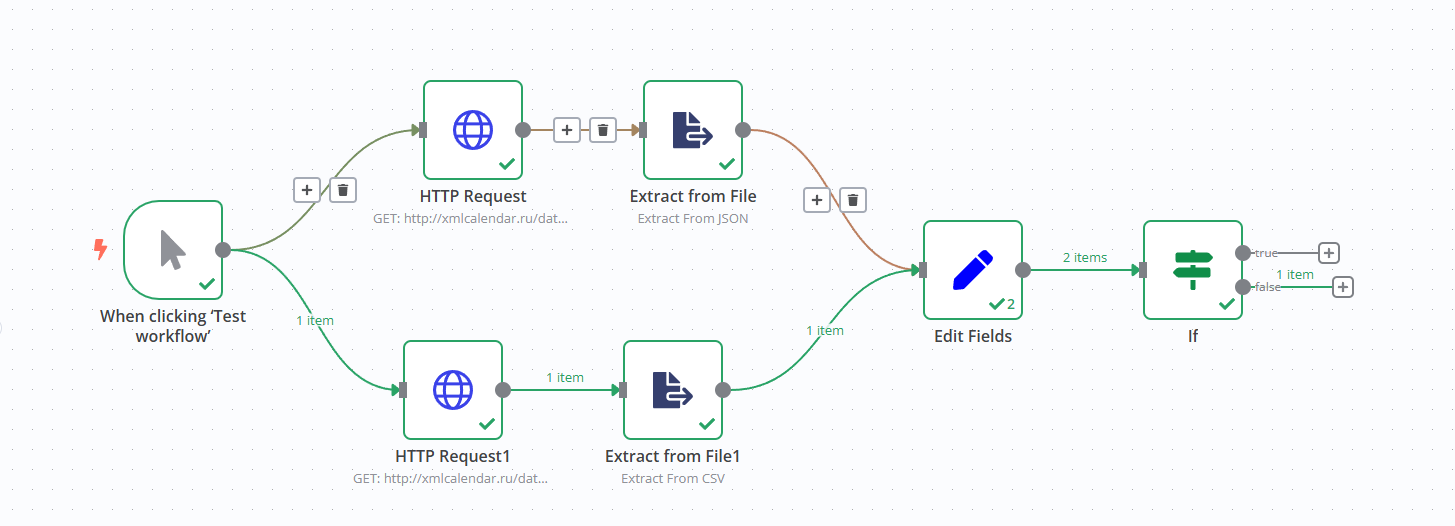 HTTP Request
GET: http://xmlcalendar.ru/dat...
Extract from File
Extract From JSON
When clicking ‘Test
workflow’
1 item
HTTP Request1
GET: http://xmlcalendar.ru/dat...
1 item
Extract from File1
Extract From CSV
1 item
2
Edit Fields
2 items
If
true
false
1 item